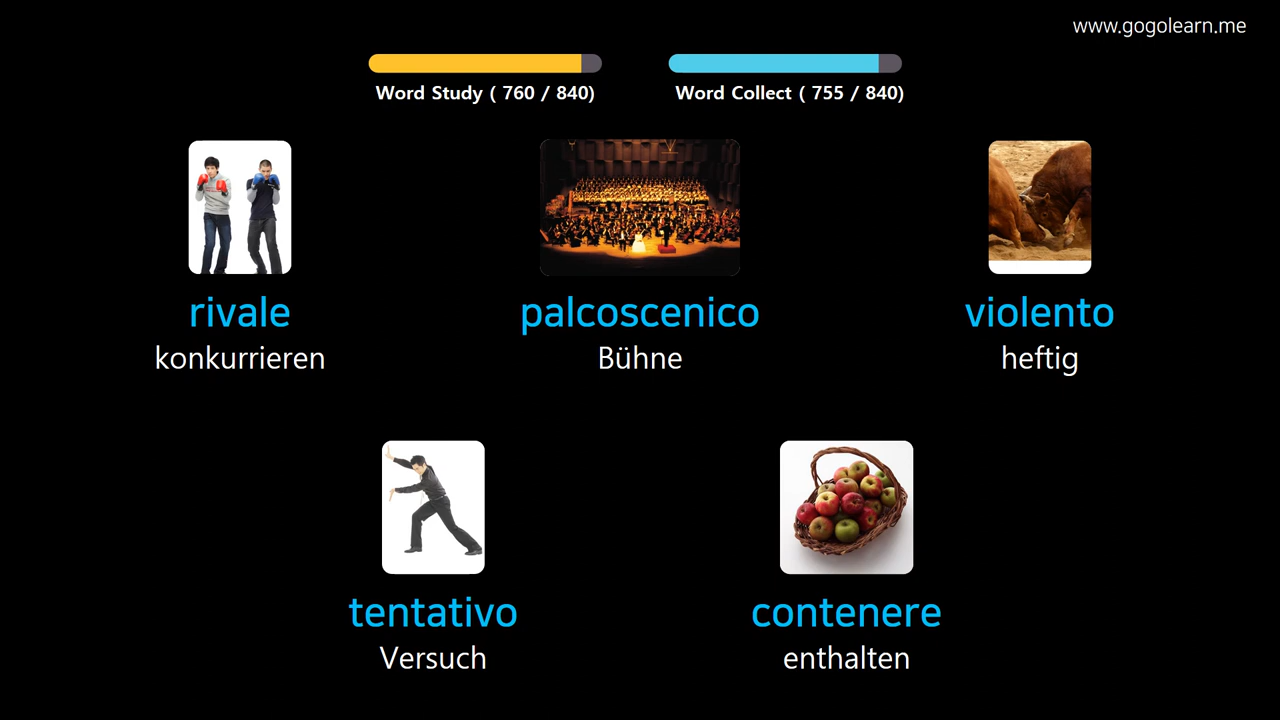 www.gogolearn.me
Word Study ( 760 / 840)
Word Collect ( 755 / 840)
rivale
konkurrieren
palcoscenico
Bühne
violento
heftig
tentativo
Versuch
contenere
enthalten